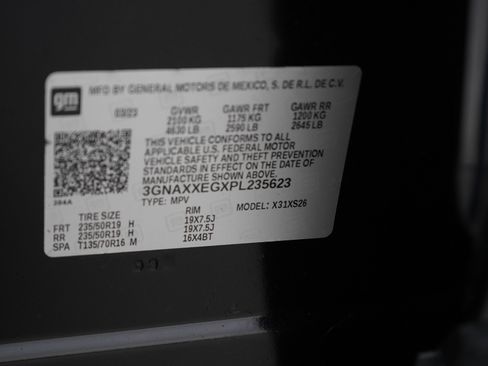 gm
MFD BY GENERAL MOTORS DE MEXICO, S. DE R.L. DE C.V.
GVWR GAWR FRT GAWR RR
2100 KG 1175 KG 1200 KG
4630 LB 2590 LB 2645 LB
THIS VEHICLE CONFORMS TO ALL
APPLICABLE U.S. FEDERAL MOTOR
VEHICLE SAFETY AND THEFT PREVENTION
STANDARDS IN EFFECT ON THE DATE OF
MANUFACTURE SHOWN ABOVE.
3GNAXXEGXPL235623
TYPE: MPV MODEL: X31XS26
TIRE SIZE RIM
FRT 235/50R19 H 19X7.5J
RR 235/50R19 H 19X7.5J
SPA T135/70R16 M 16X4BT